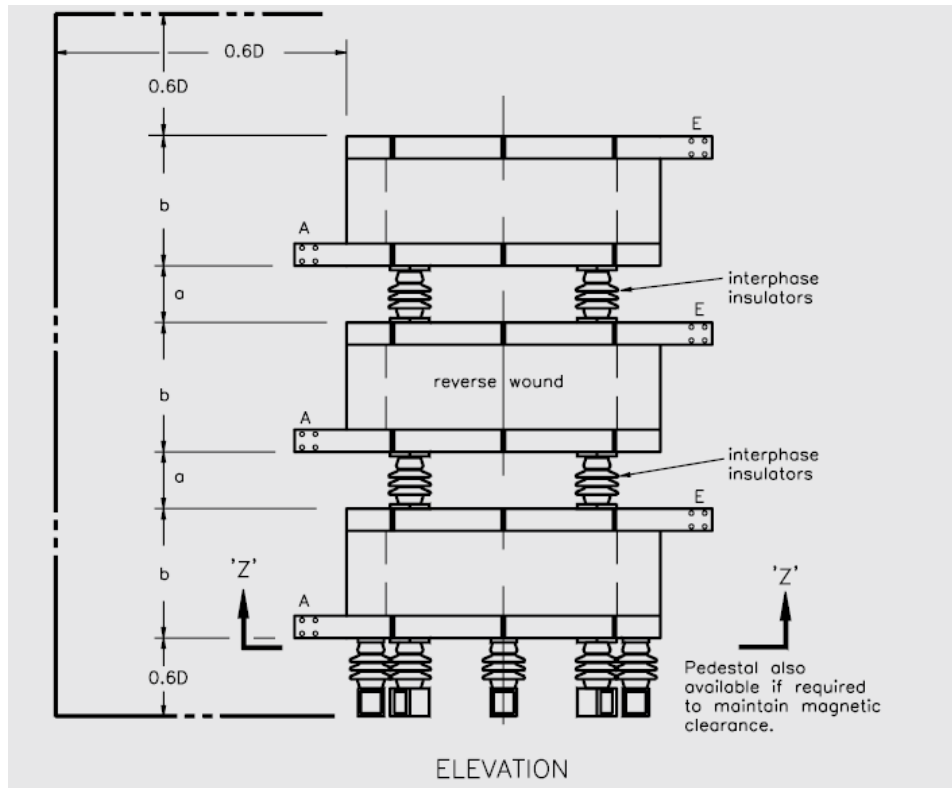 0.6D
0.6D
E
b
A
a
interphase
insulators
E
b
reverse wound
A
a
interphase
insulators
E
b
'Z'
'Z'
A
0.6D
Pedestal also
available if required
to maintain magnetic
clearance.
ELEVATION